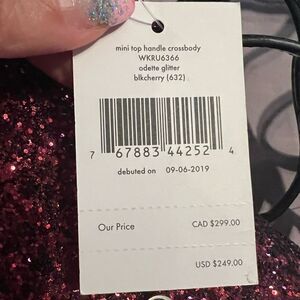 mini top handle crossbody
WKRU6366
odette glitter
blkcherry (632)
7 67883 44252 4
debuted on 09-06-2019
Our Price CAD $299.00
USD $249.00